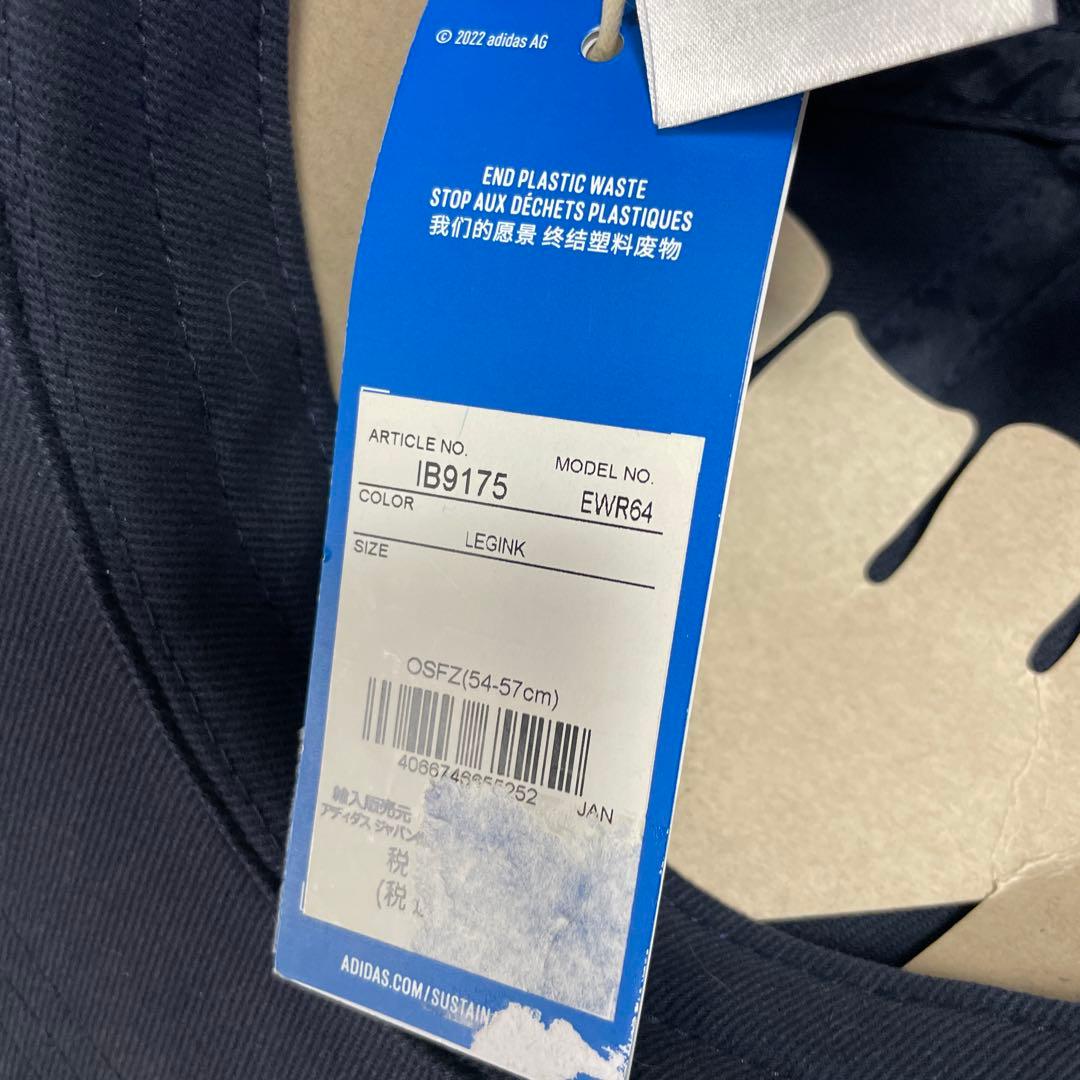 © 2022 adidas AG
END PLASTIC WASTE
STOP AUX DÉCHETS PLASTIQUES
我们的愿景 终结塑料废物
ARTICLE NO.
IB9175
MODEL NO.
EWR64
COLOR
LEGINK
SIZE
OSFZ(54-57cm)
4066746655252
JAN
輸入販売元
アディダス ジャパン
税
(税
ADIDAS.COM/SUSTAIN